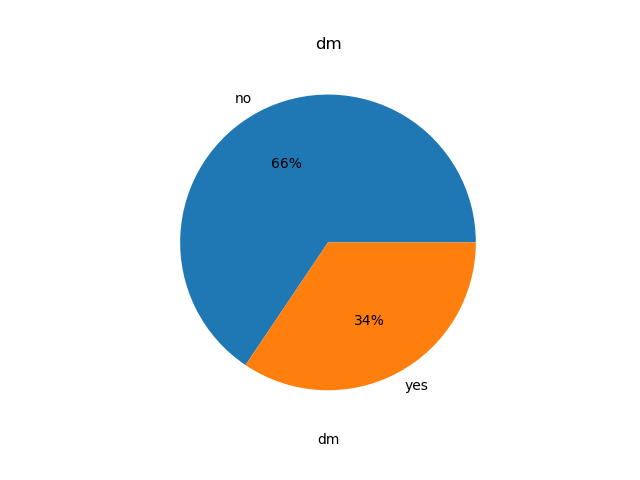 dm
no
66%
34%
yes
dm